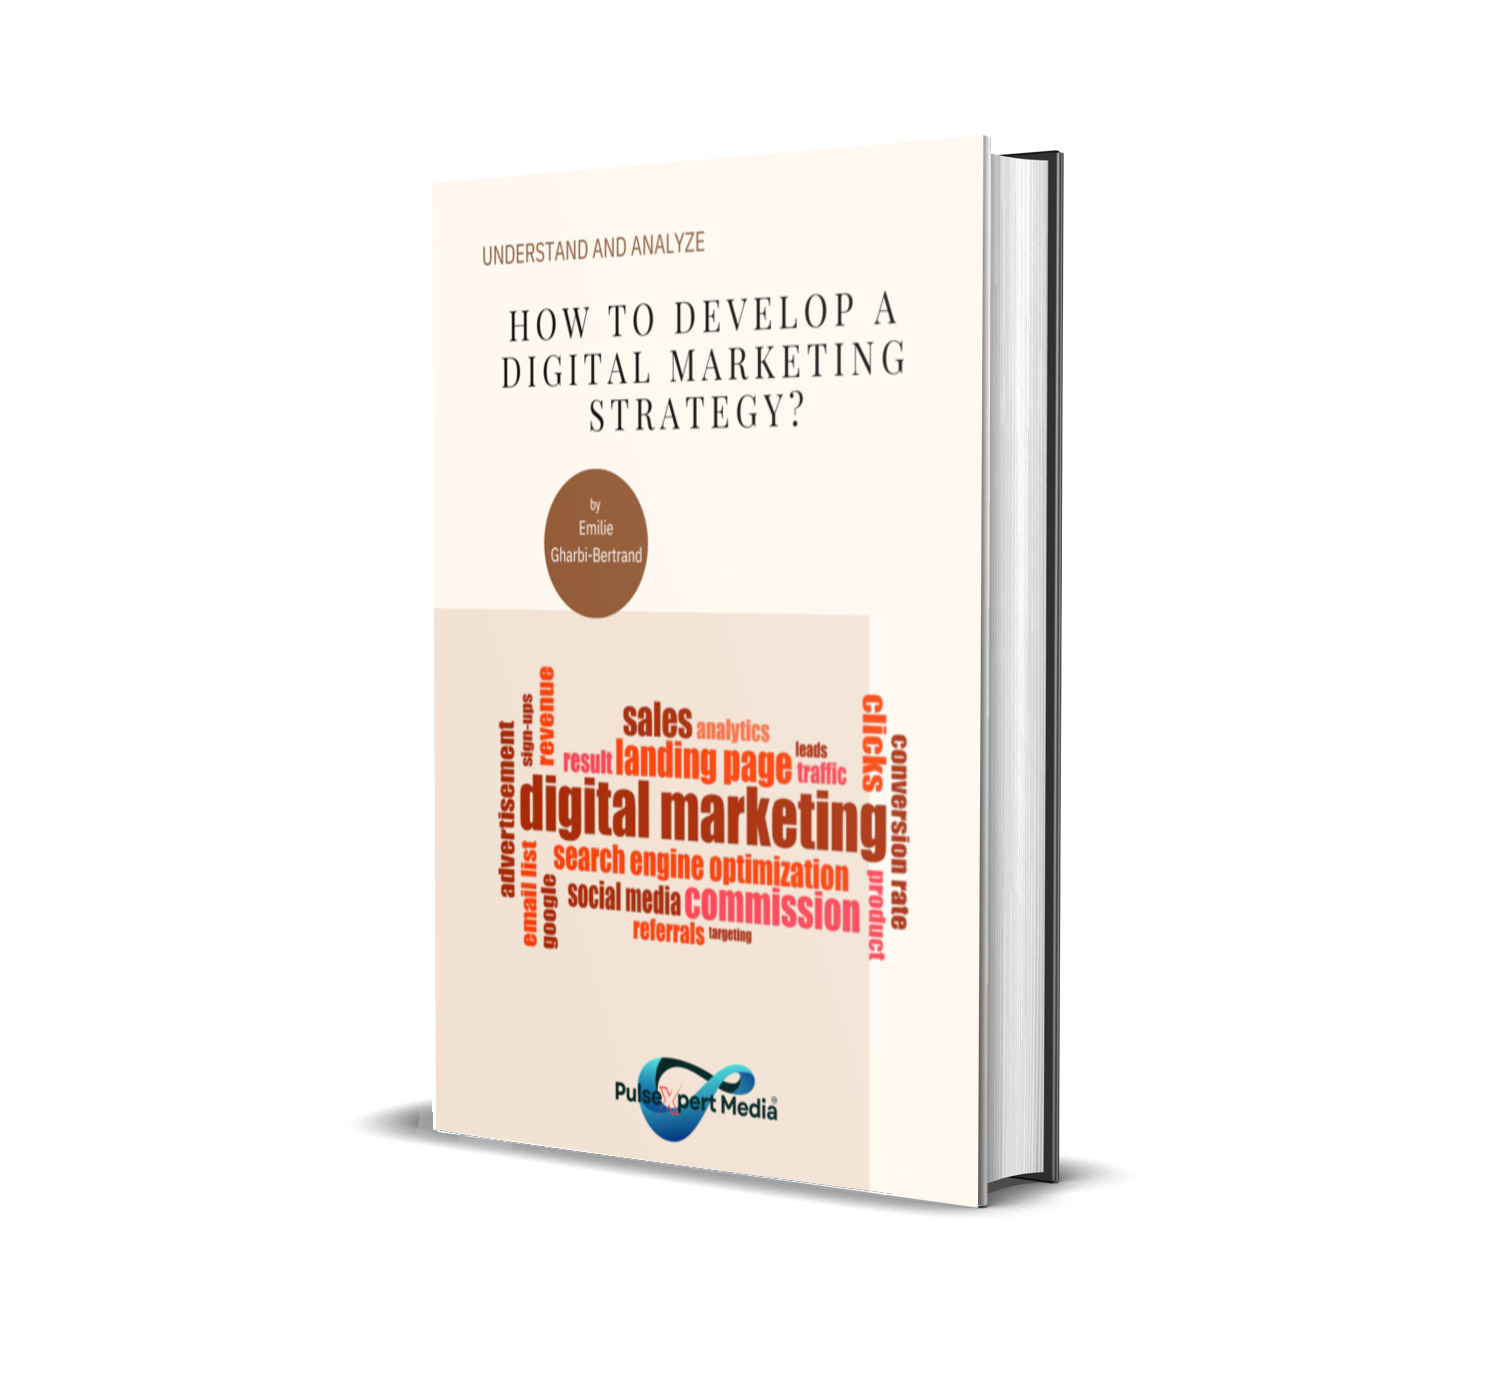 UNDERSTAND AND ANALYZE
HOW TO DEVELOP A
DIGITAL MARKETING
STRATEGY?
by
Emilie
Gharbi-Bertrand
revenue
sign-ups
advertisement
sales analytics
leads
result landing page traffic
clicks
conversion rate
digital marketing
search engine optimization
email list
google
social media commission
product
referrals targeting
PulseXpert Media